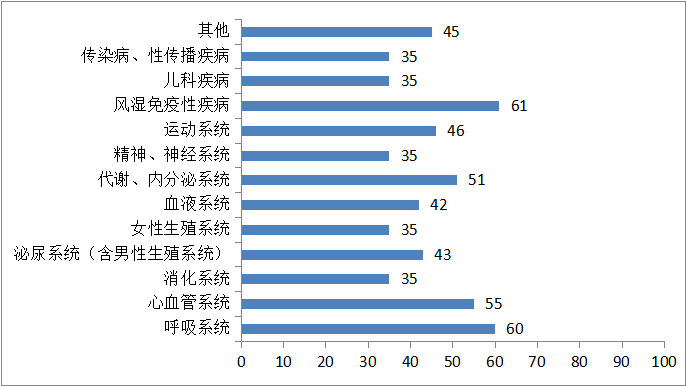 其他 45
传染病、性传播疾病 35
儿科疾病 35
风湿免疫性疾病 61
运动系统 46
精神、神经系统 35
代谢、内分泌系统 51
血液系统 42
女性生殖系统 35
泌尿系统（含男性生殖系统） 43
消化系统 35
心血管系统 55
呼吸系统 60
0 10 20 30 40 50 60 70 80 90 100